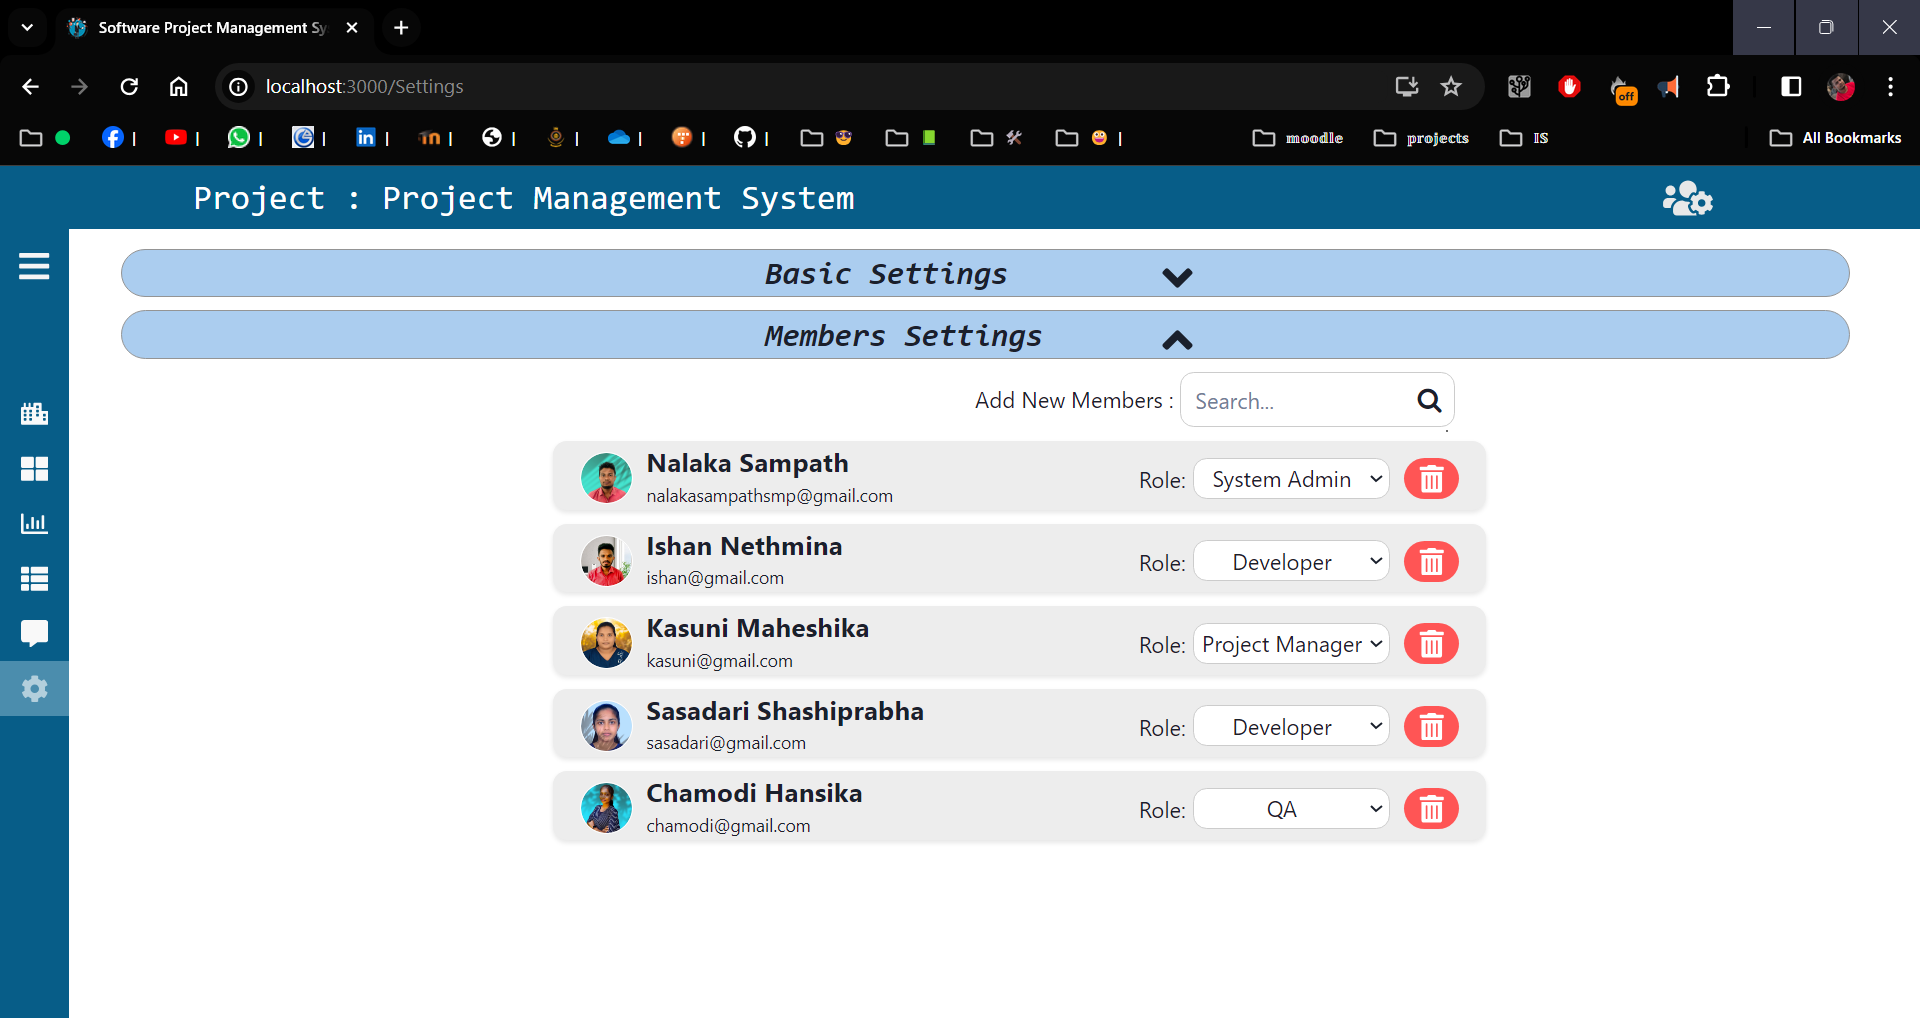 Software Project Management Sy
localhost:3000/Settings
off
| | | | | | | | | | | | moodle projects IS All Bookmarks
Project : Project Management System
Basic Settings
Members Settings
Add New Members : Search...
Nalaka Sampath
nalakasampathsmp@gmail.com
Role: System Admin
Ishan Nethmina
ishan@gmail.com
Role: Developer
Kasuni Maheshika
kasuni@gmail.com
Role: Project Manager
Sasadari Shashiprabha
sasadari@gmail.com
Role: Developer
Chamodi Hansika
chamodi@gmail.com
Role: QA